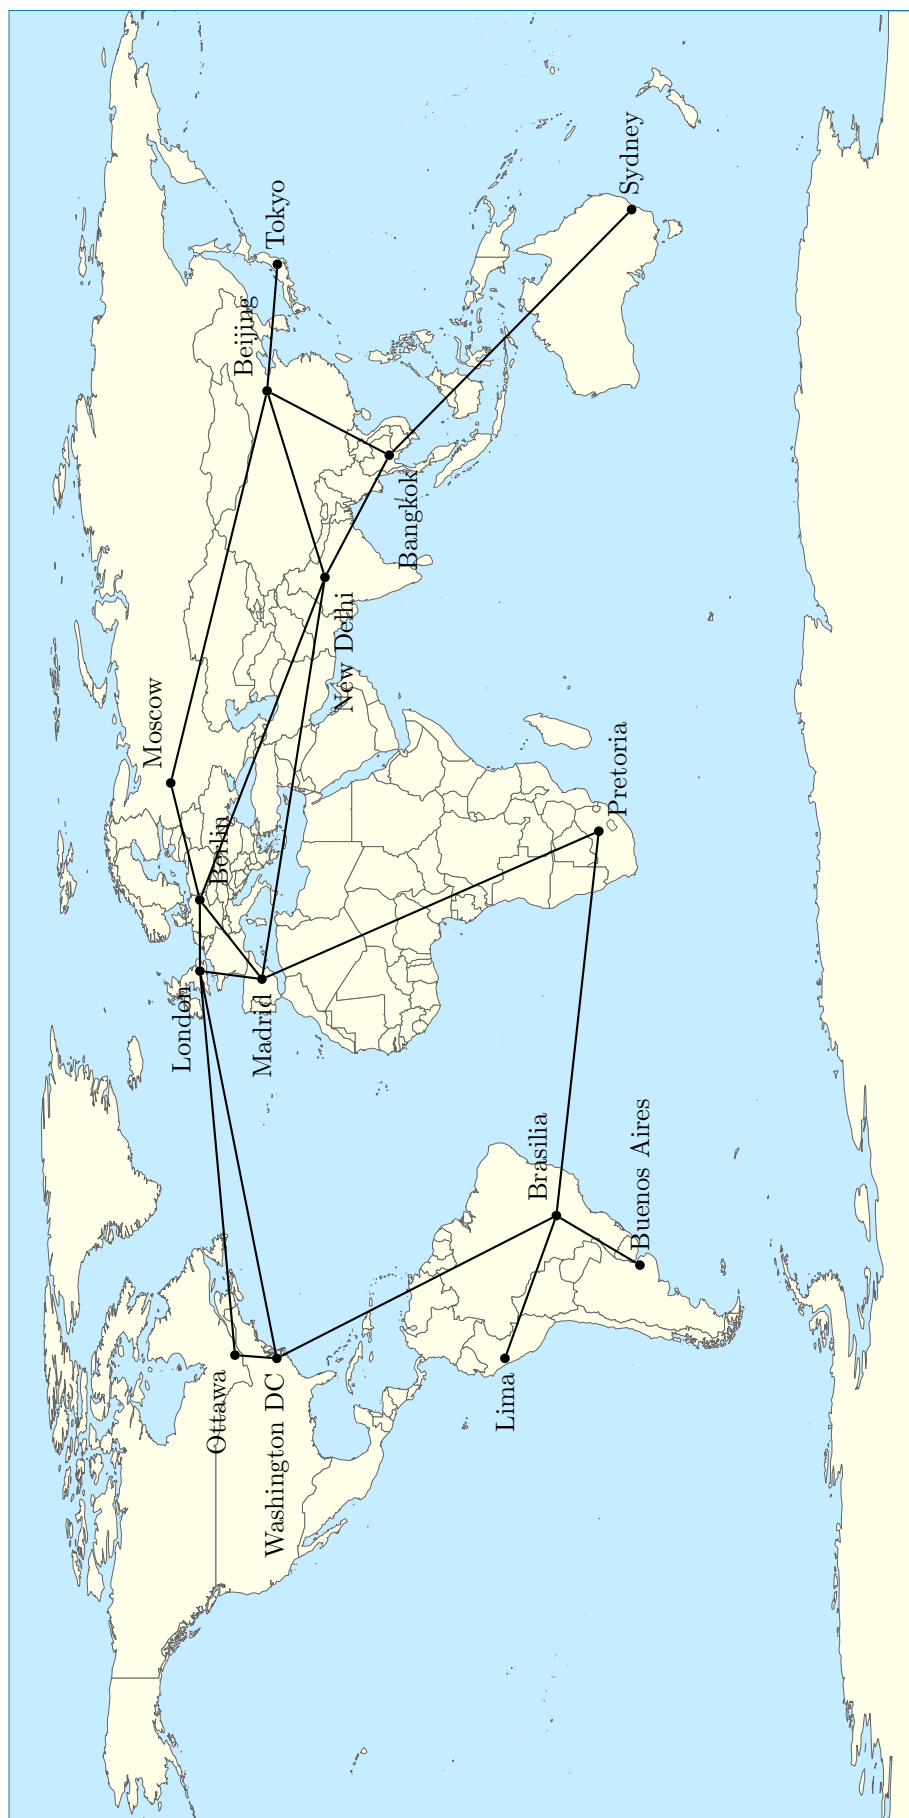 Moscow
London
Berlin
Ottawa
Beijing
Tokyo
Washington DC
Madrid
New Delhi
Bangkok
Lima
Brasilia
Pretoria
Sydney
Buenos Aires